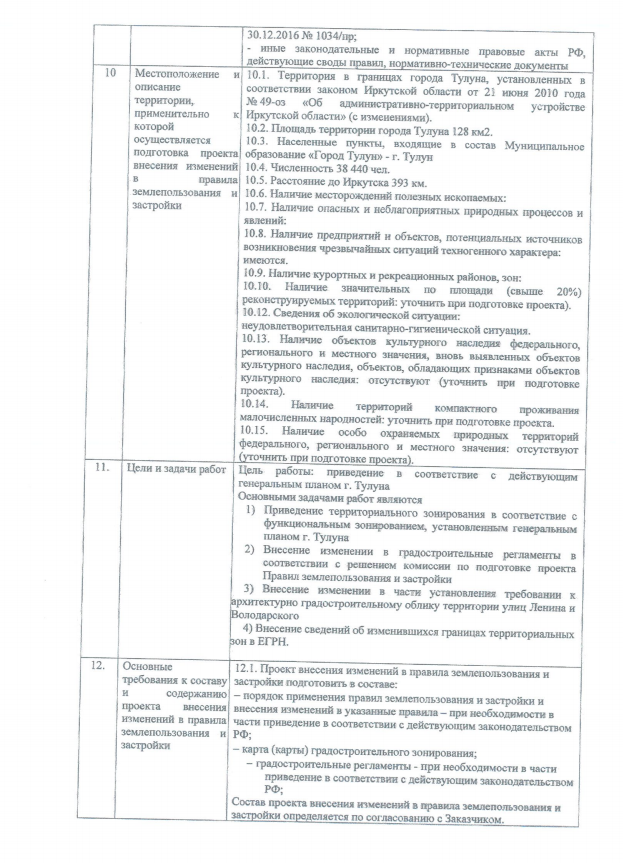 30.12.2016 № 1034/пр;
- иные законодательные и нормативные правовые акты РФ,
действующие своды правил, нормативно-технические документы
10
Местоположение и
описание
территории,
применительно к
которой
осуществляется
подготовка проекта
внесения изменений
в правила
землепользования и
застройки
10.1. Территория в границах города Тулуна, установленных в
соответствии законом Иркутской области от 21 июня 2010 года
№ 49-оз «Об административно-территориальном устройстве
Иркутской области» (с изменениями).
10.2. Площадь территории города Тулуна 128 км2.
10.3. Населенные пункты, входящие в состав Муниципальное
образование «Город Тулун» - г. Тулун
10.4. Численность 38 440 чел.
10.5. Расстояние до Иркутска 393 км.
10.6. Наличие месторождений полезных ископаемых:
10.7. Наличие опасных и неблагоприятных природных процессов и
явлений:
10.8. Наличие предприятий и объектов, потенциальных источников
возникновения чрезвычайных ситуаций техногенного характера:
имеются.
10.9. Наличие курортных и рекреационных районов, зон:
10.10. Наличие значительных по площади (свыше 20%)
реконструируемых территорий: уточнить при подготовке проекта).
10.12. Сведения об экологической ситуации:
неудовлетворительная санитарно-гигиенической ситуация.
10.13. Наличие объектов культурного наследия федерального,
регионального и местного значения, вновь выявленных объектов
культурного наследия, объектов, обладающих признаками объектов
культурного наследия: отсутствуют (уточнить при подготовке
проекта).
10.14. Наличие территорий компактного проживания
малочисленных народностей: уточнить при подготовке проекта.
10.15. Наличие особо охраняемых природных территорий
федерального, регионального и местного значения: отсутствуют
(уточнить при подготовке проекта).
11.
Цели и задачи работ
Цель работы: приведение в соответствие с действующим
генеральным планом г. Тулуна
Основными задачами работ являются
1) Приведение территориального зонирования в соответствие с
функциональным зонированием, установленным генеральным
планом г. Тулуна
2) Внесение изменении в градостроительные регламенты в
соответствии с решением комиссии по подготовке проекта
Правил землепользования и застройки
3) Внесение изменении в части установления требовании к
архитектурно градостроительному облику территории улиц Ленина и
Володарского
4) Внесение сведений об изменившихся границах территориальных
зон в ЕГРН.
12.
Основные
требования к составу
и содержанию
проекта внесения
изменений в правила
землепользования и
застройки
12.1. Проект внесения изменений в правила землепользования и
застройки подготовить в составе:
– порядок применения правил землепользования и застройки и
внесения изменений в указанные правила – при необходимости в
части приведение в соответствии с действующим законодательством
РФ;
– карта (карты) градостроительного зонирования;
– градостроительные регламенты - при необходимости в части
приведение в соответствии с действующим законодательством
РФ;
Состав проекта внесения изменений в правила землепользования и
застройки определяется по согласованию с Заказчиком.